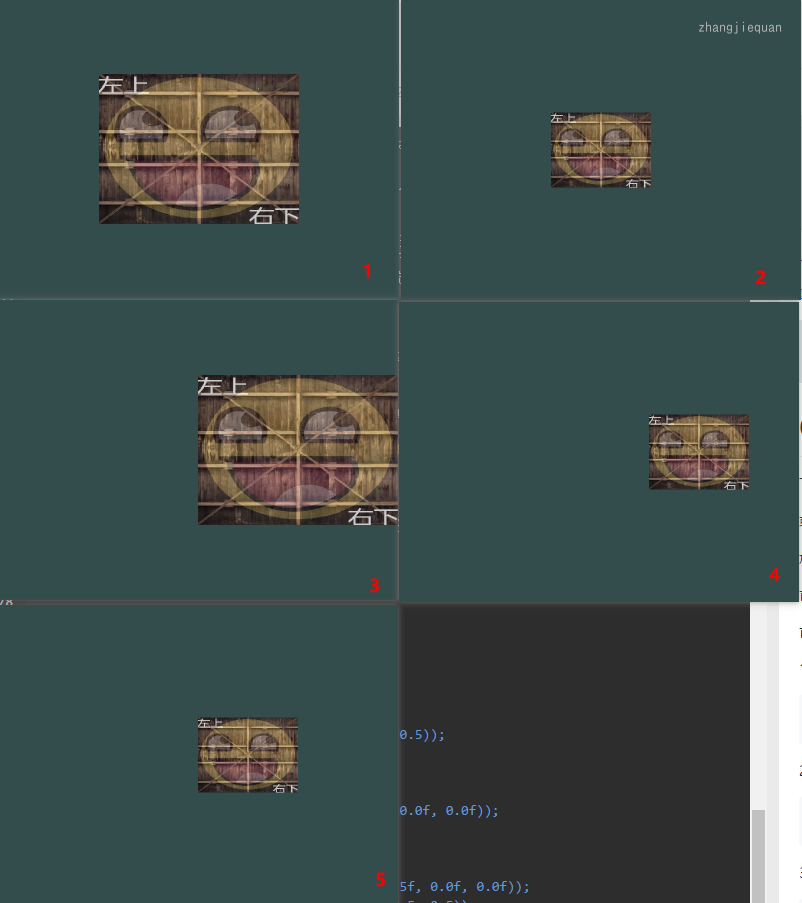 zhangjiequan
左上
右下
1
左上
右下
2
左上
右下
3
左上
右下
4
左上
右下
5
0.5));
0.0f, 0.0f));
5f, 0.0f, 0.0f));